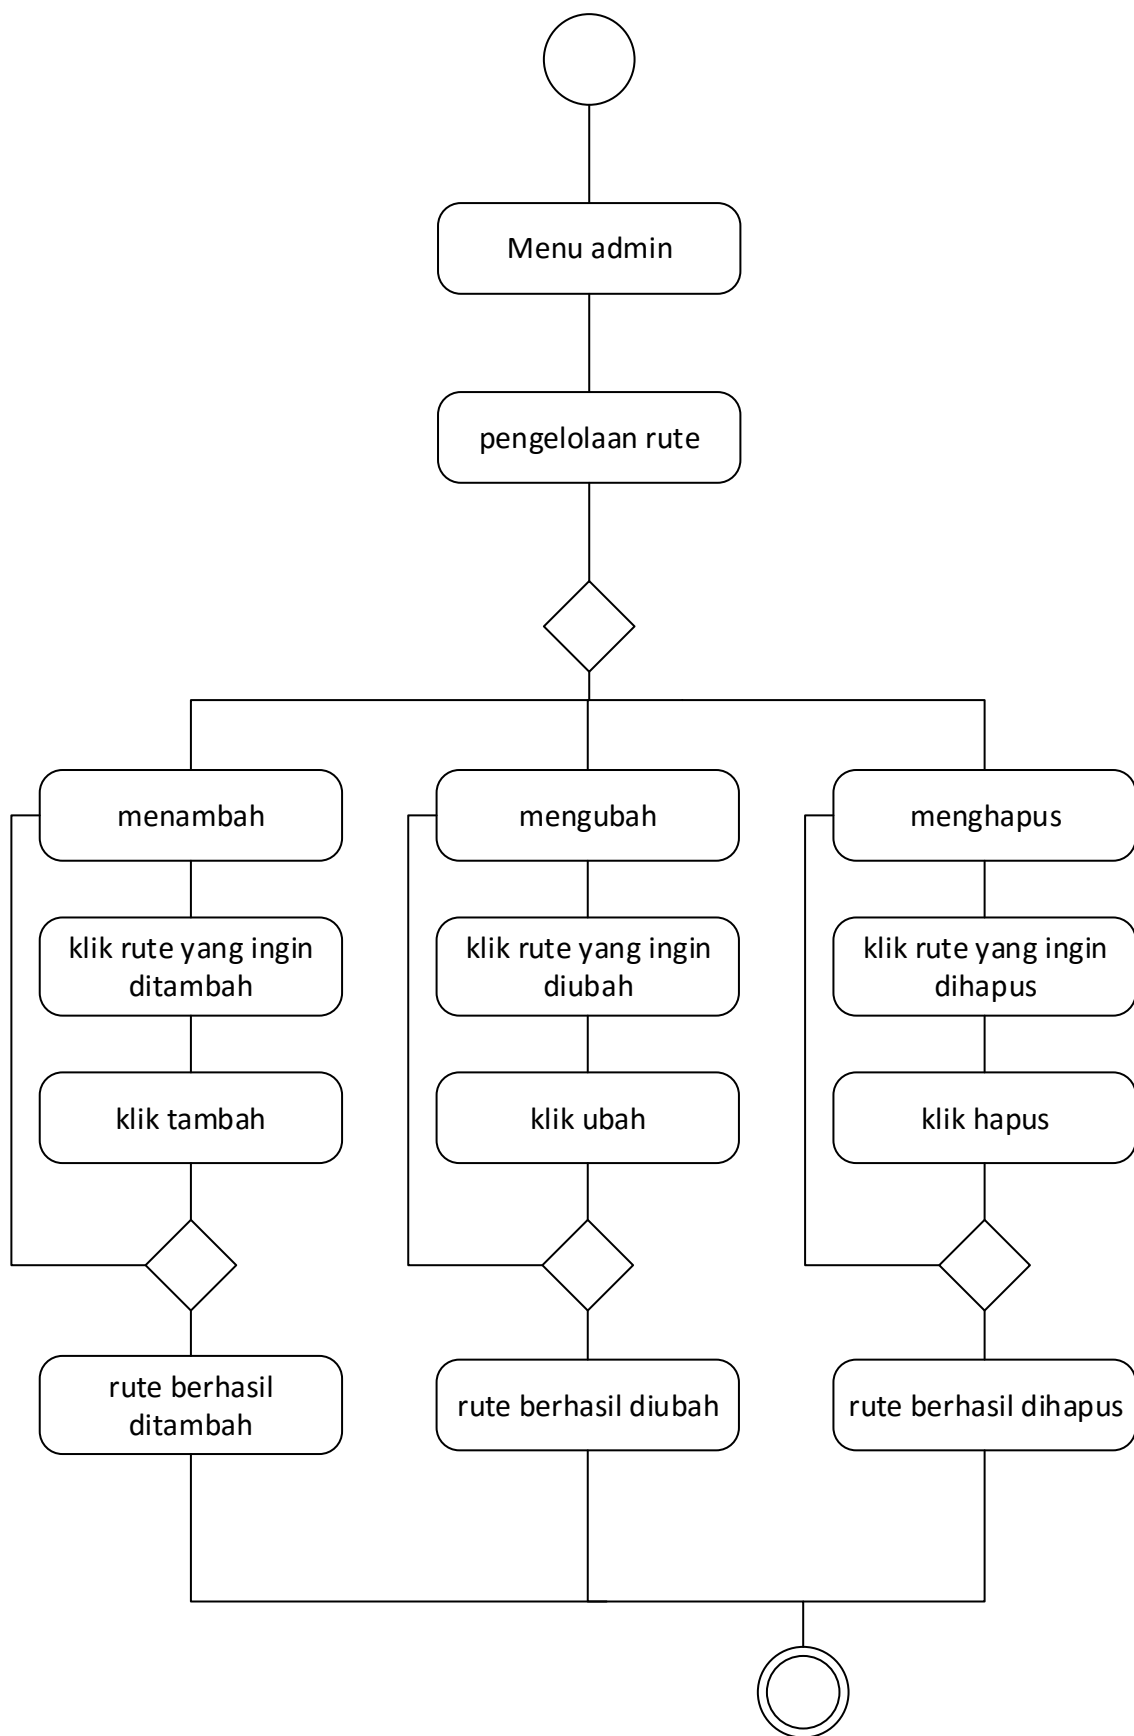 Menu admin
pengelolaan rute
menambah
mengubah
menghapus
klik rute yang ingin
ditambah
klik rute yang ingin
diubah
klik rute yang ingin
dihapus
klik tambah
klik ubah
klik hapus
rute berhasil
ditambah
rute berhasil diubah
rute berhasil dihapus